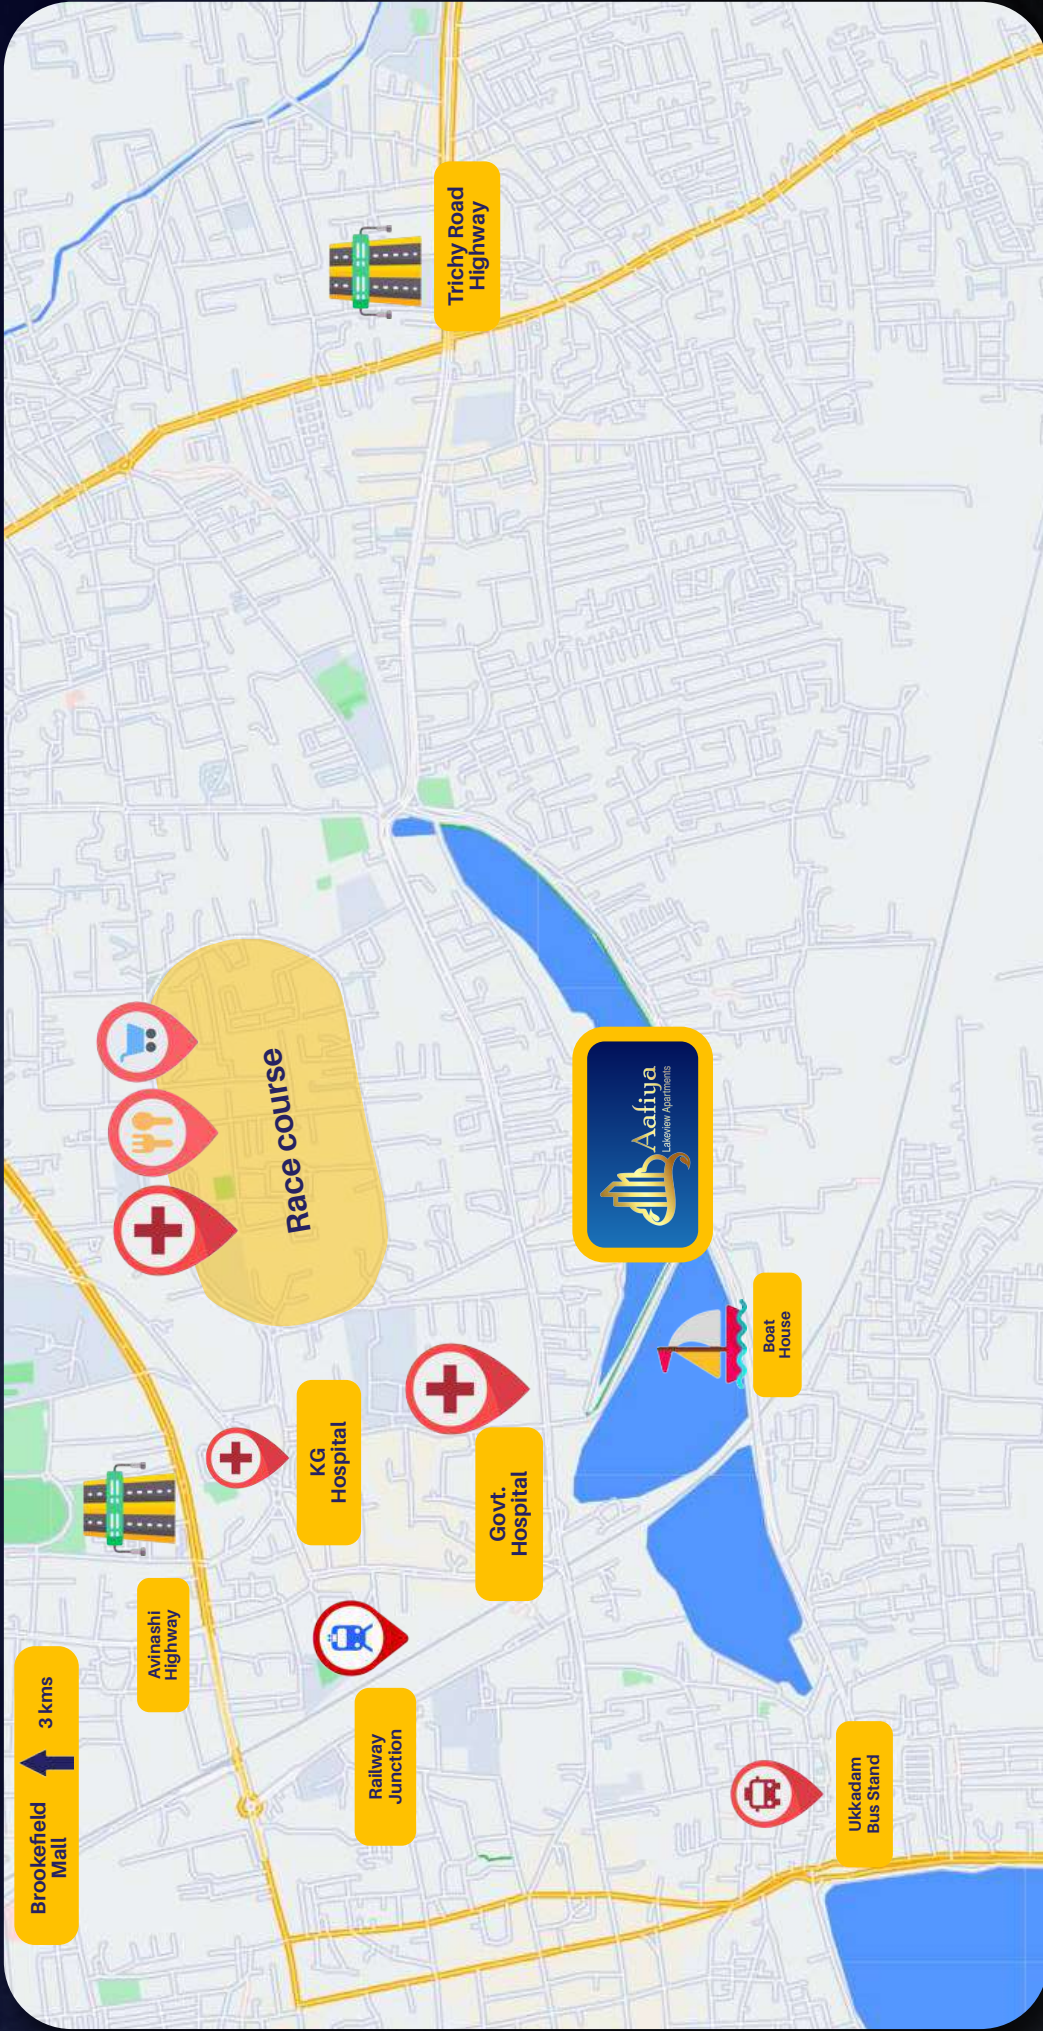 Brookefield
Mall
3 kms
Avinashi
Highway
KG
Hospital
Railway
Junction
Govt.
Hospital
Race course
Trichy Road
Highway
Aafiya
Lakeview Apartments
Boat
House
Ukkadam
Bus Stand